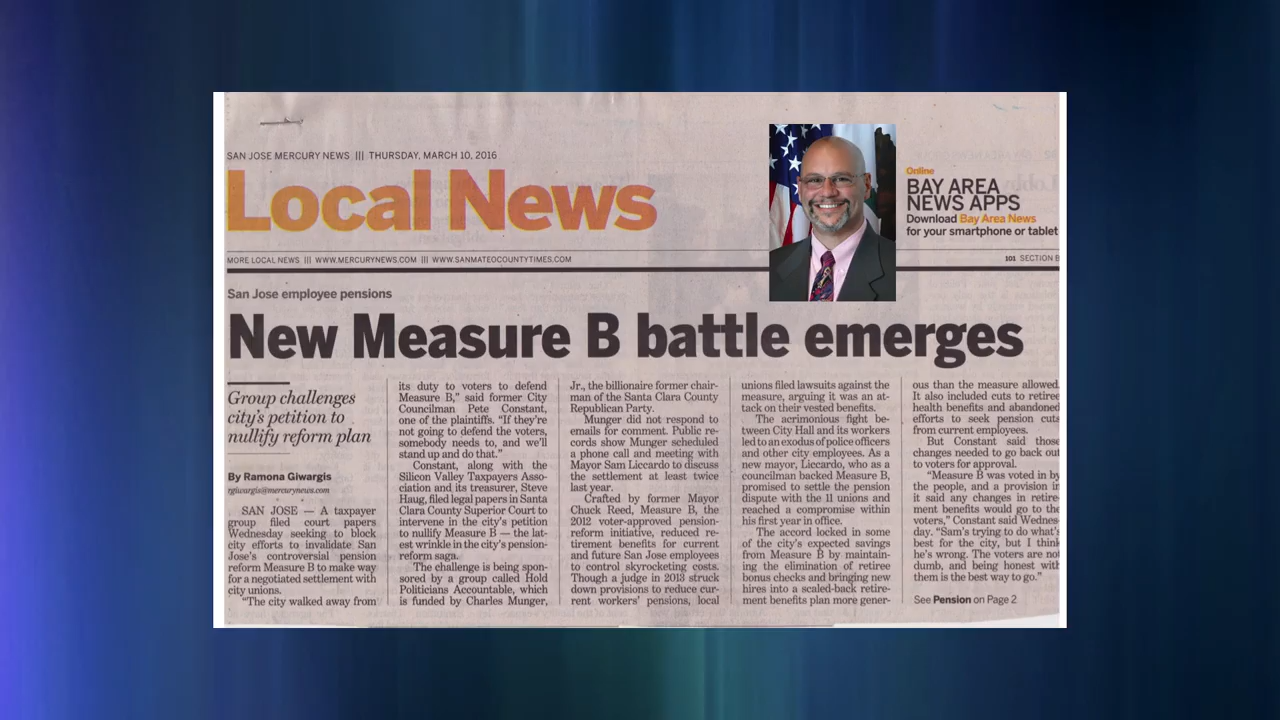 SAN JOSE MERCURY NEWS ||| THURSDAY, MARCH 10, 2016
Local News
Online
BAY AREA
NEWS APPS
Download Bay Area News
for your smartphone or tablet
MORE LOCAL NEWS ||| WWW.MERCURYNEWS.COM ||| WWW.SANMATEOCOUNTYTIMES.COM
101 SECTION B
San Jose employee pensions
New Measure B battle emerges
Group challenges
city's petition to
nullify reform plan
By Ramona Giwargis
rgiwargis@mercurynews.com
SAN JOSE — A taxpayer
group filed court papers
Wednesday seeking to block
city efforts to invalidate San
Jose's controversial pension
reform Measure B to make way
for a negotiated settlement with
city unions.
"The city walked away from
its duty to voters to defend
Measure B," said former City
Councilman Pete Constant,
one of the plaintiffs. "If they're
not going to defend the voters,
somebody needs to, and we'll
stand up and do that."
Constant, along with the
Silicon Valley Taxpayers Asso-
ciation and its treasurer, Steve
Haug, filed legal papers in Santa
Clara County Superior Court to
intervene in the city's petition
to nullify Measure B — the lat-
est wrinkle in the city's pension-
reform saga.
The challenge is being spon-
sored by a group called Hold
Politicians Accountable, which
is funded by Charles Munger,
Jr., the billionaire former chair-
man of the Santa Clara County
Republican Party.
Munger did not respond to
emails for comment. Public re-
cords show Munger scheduled
a phone call and meeting with
Mayor Sam Liccardo to discuss
the settlement at least twice
last year.
Crafted by former Mayor
Chuck Reed, Measure B, the
2012 voter-approved pension-
reform initiative, reduced re-
tirement benefits for current
and future San Jose employees
to control skyrocketing costs.
Though a judge in 2013 struck
down provisions to reduce cur-
rent workers' pensions, local
unions filed lawsuits against the
measure, arguing it was an at-
tack on their vested benefits.
The acrimonious fight be-
tween City Hall and its workers
led to an exodus of police officers
and other city employees. As a
new mayor, Liccardo, who as a
councilman backed Measure B,
promised to settle the pension
dispute with the 11 unions and
reached a compromise within
his first year in office.
The accord locked in some
of the city's expected savings
from Measure B by maintain-
ing the elimination of retiree
bonus checks and bringing new
hires into a scaled-back retire-
ment benefits plan more gener-
ous than the measure allowed.
It also included cuts to retiree
health benefits and abandoned
efforts to seek pension cuts
from current employees.
But Constant said those
changes needed to go back out
to voters for approval.
"Measure B was voted in by
the people, and a provision in
it said any changes in retire-
ment benefits would go to the
voters," Constant said Wednes-
day. "Sam's trying to do what's
best for the city, but I think
he's wrong. The voters are not
dumb, and being honest with
them is the best way to go."
See Pension on Page 2